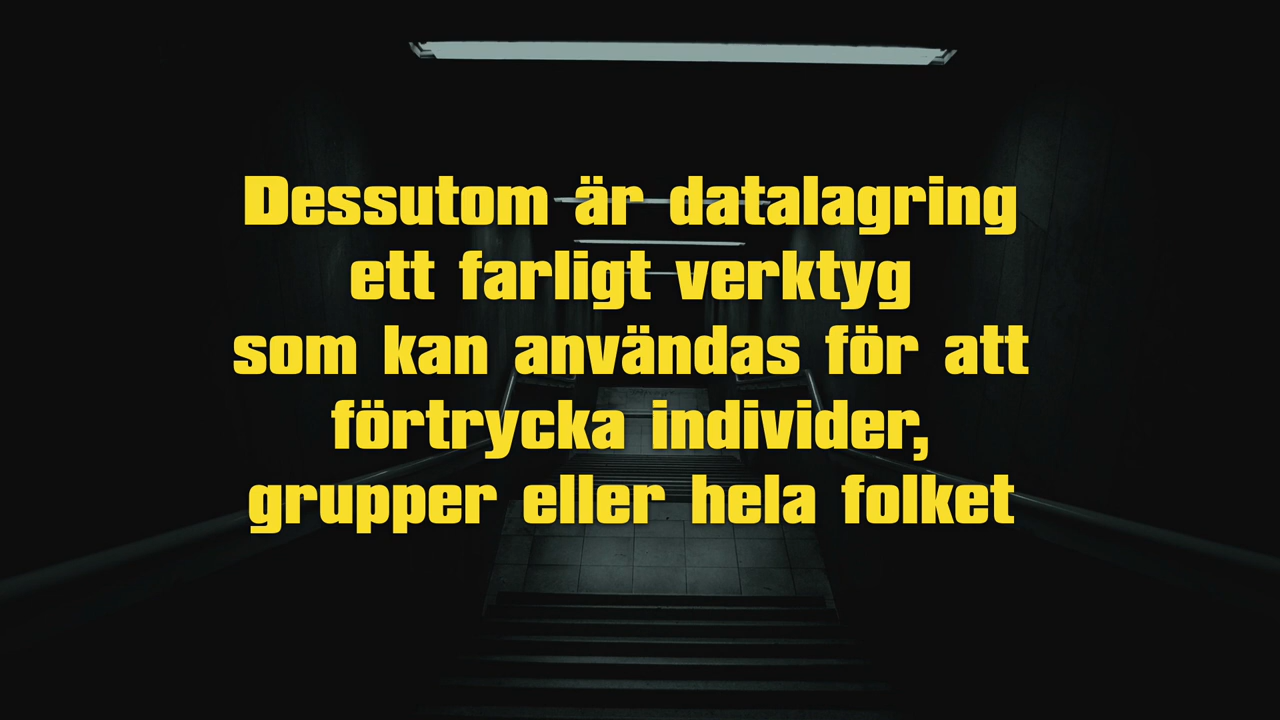 Dessutom är datalagring
ett farligt verktyg
som kan användas för att
förtrycka individer,
grupper eller hela folket